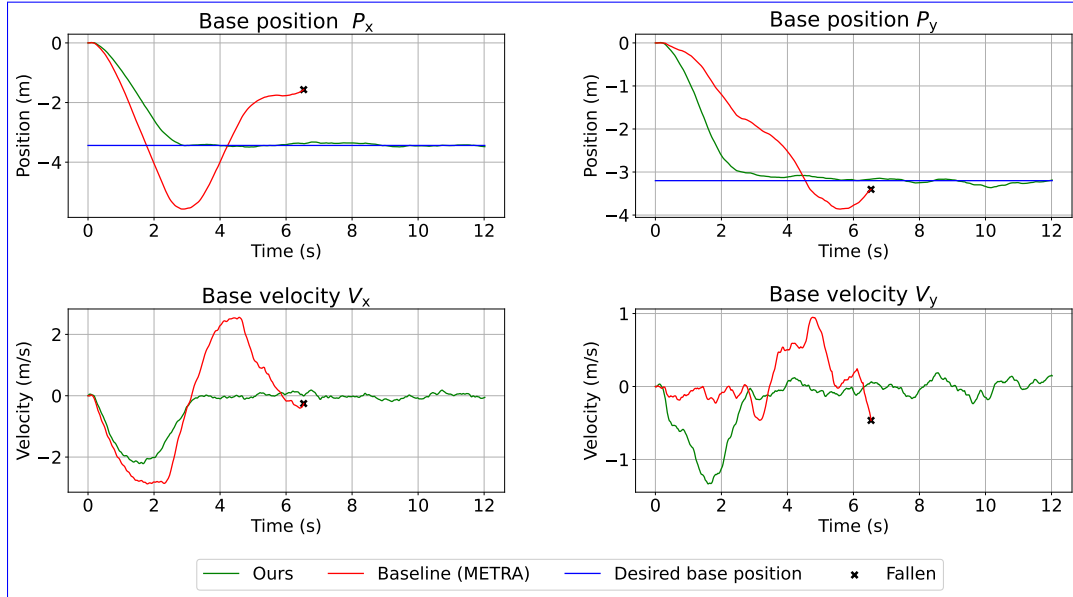 Base position P_x
Position (m)
0
−2
−4
0 2 4 6 8 10 12
Time (s)
Base position P_y
Position (m)
0
−1
−2
−3
−4
0 2 4 6 8 10 12
Time (s)
Base velocity V_x
Velocity (m/s)
2
0
−2
0 2 4 6 8 10 12
Time (s)
Base velocity V_y
Velocity (m/s)
1
0
−1
0 2 4 6 8 10 12
Time (s)
Ours Baseline (METRA) Desired base position Fallen